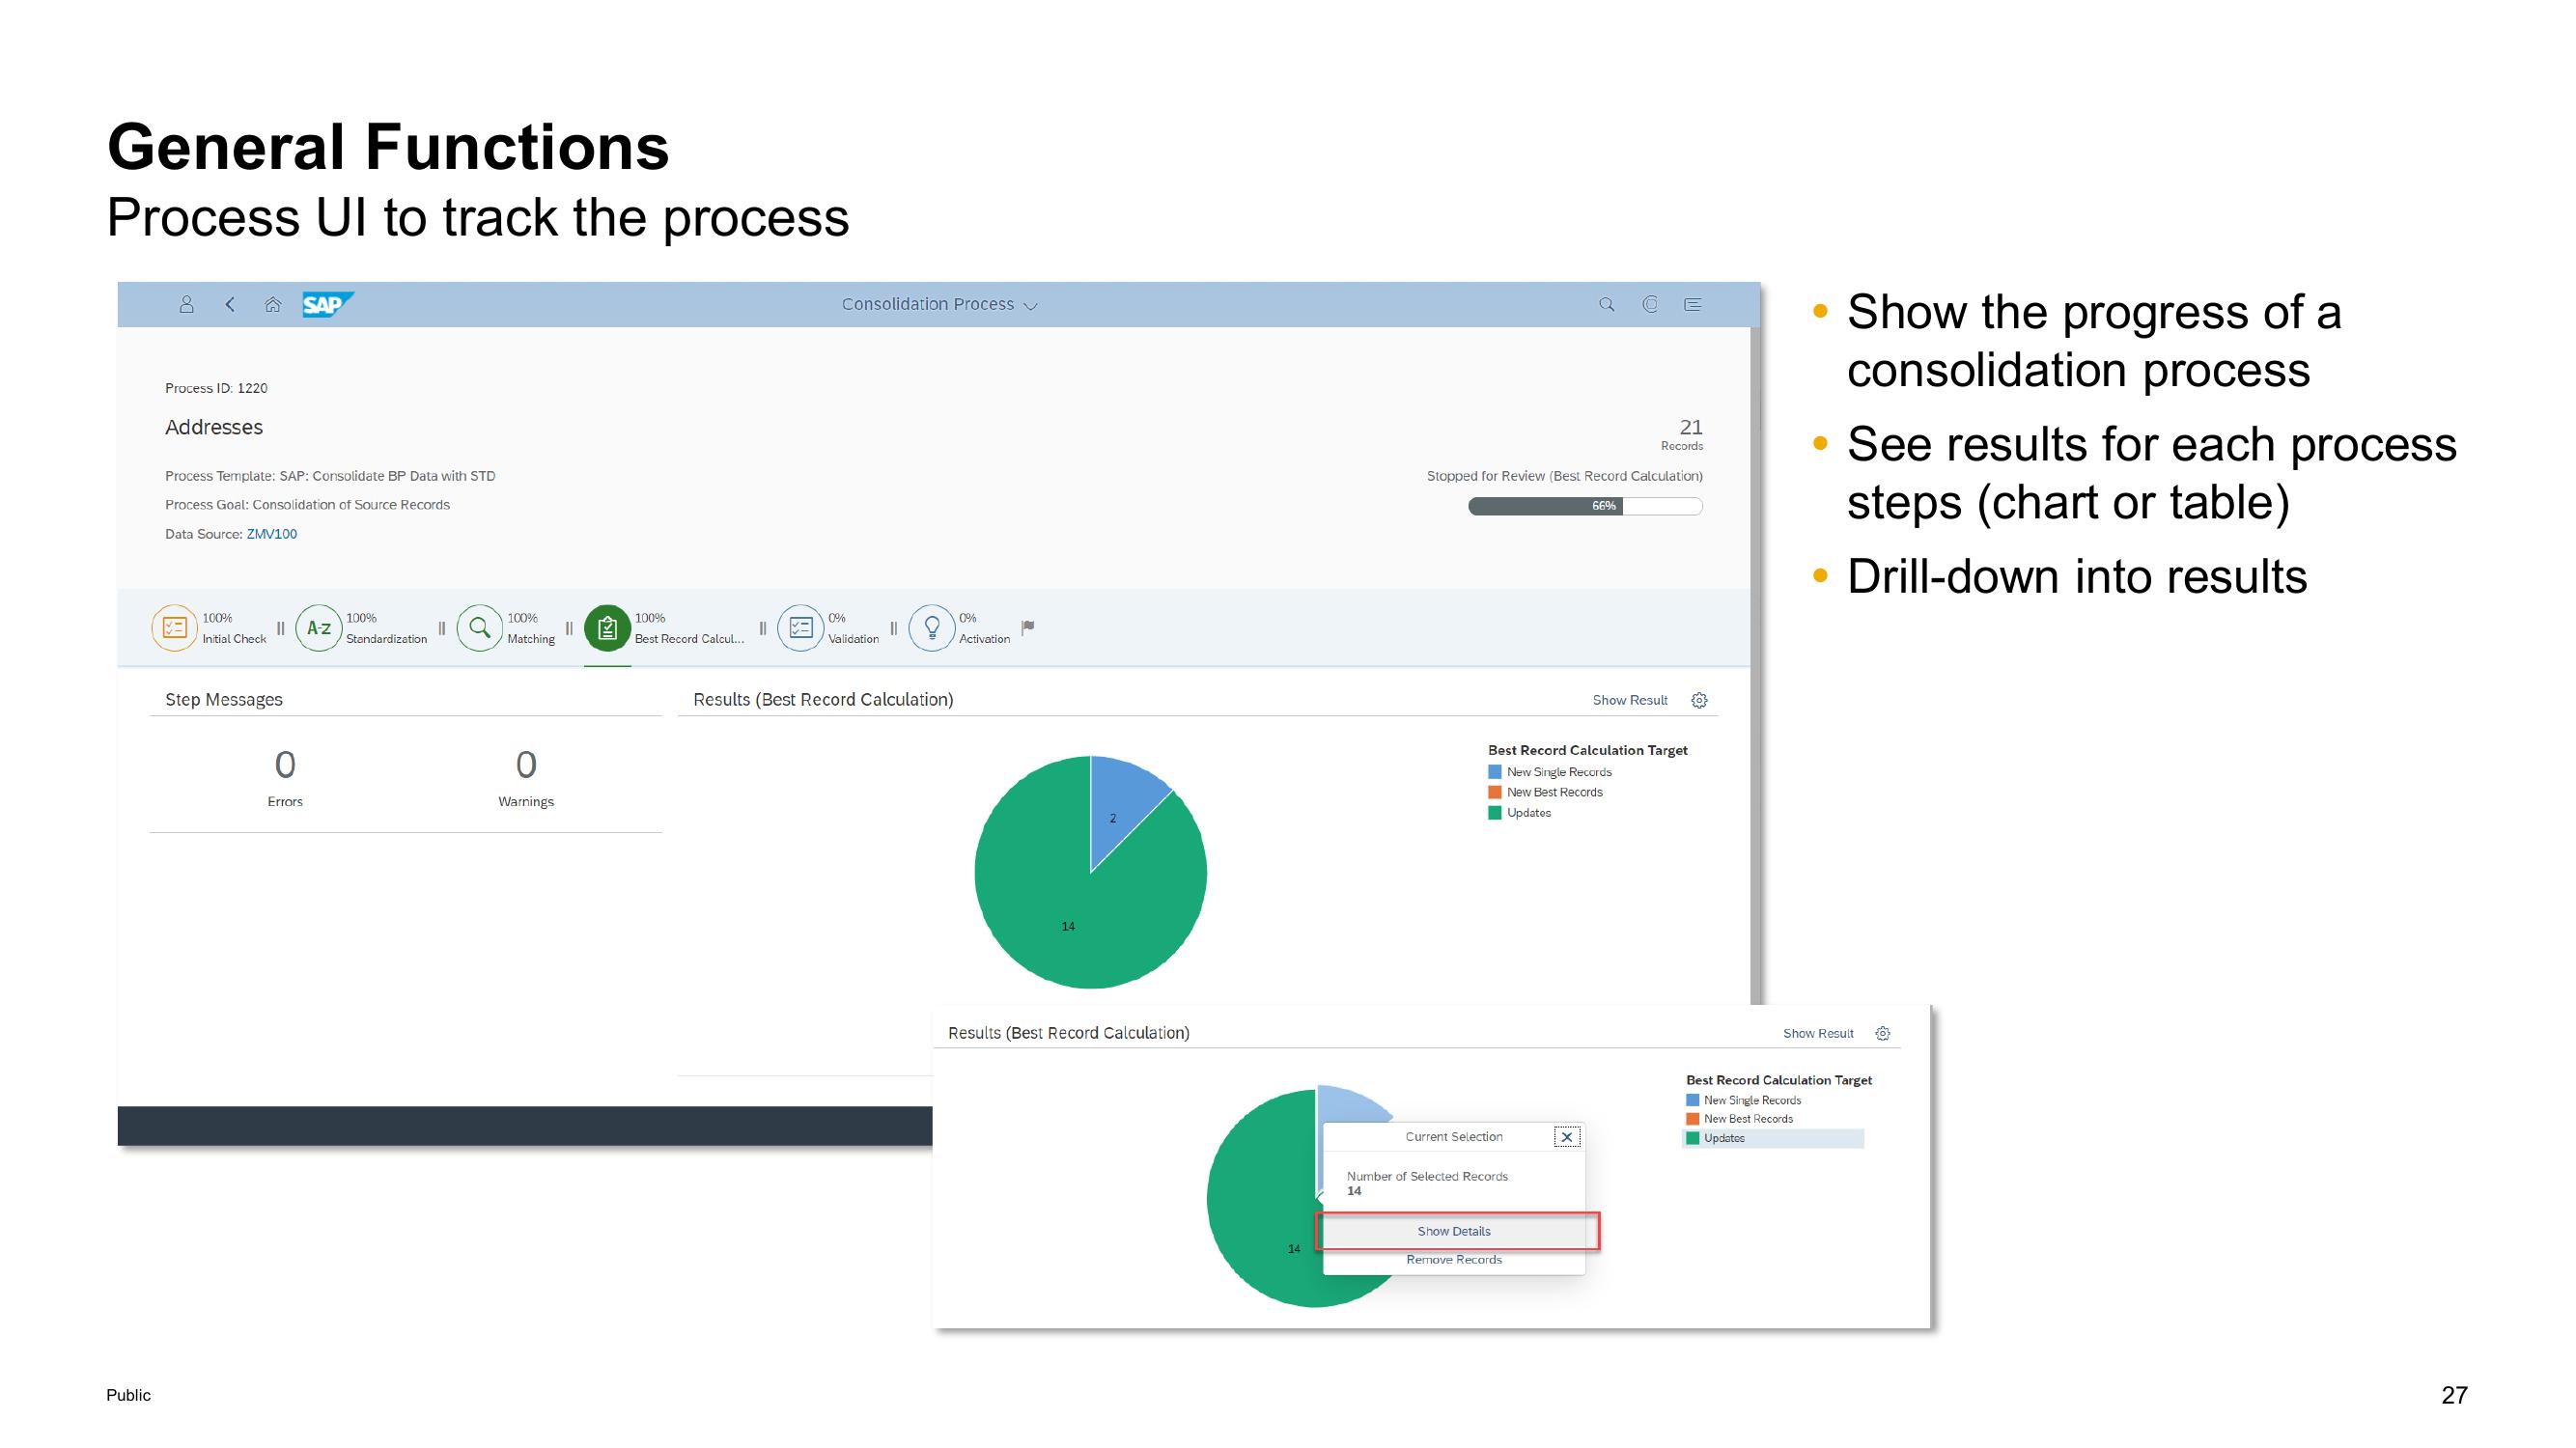 General Functions
Process UI to track the process
SAP
Consolidation Process
Process ID: 1220
Addresses
21
Records
Process Template: SAP: Consolidate BP Data with STD
Stopped for Review (Best Record Calculation)
Process Goal: Consolidation of Source Records
66%
Data Source: ZMV100
100%
Initial Check
A-Z
100%
Standardization
100%
Matching
100%
Best Record Calcul...
0%
Validation
0%
Activation
Step Messages
0
Errors
0
Warnings
Results (Best Record Calculation)
Show Result
2
14
Best Record Calculation Target
New Single Records
New Best Records
Updates
Results (Best Record Calculation)
Show Result
14
Current Selection
Number of Selected Records
14
Show Details
Remove Records
Best Record Calculation Target
New Single Records
New Best Records
Updates
• Show the progress of a
consolidation process
• See results for each process
steps (chart or table)
• Drill-down into results
Public
27